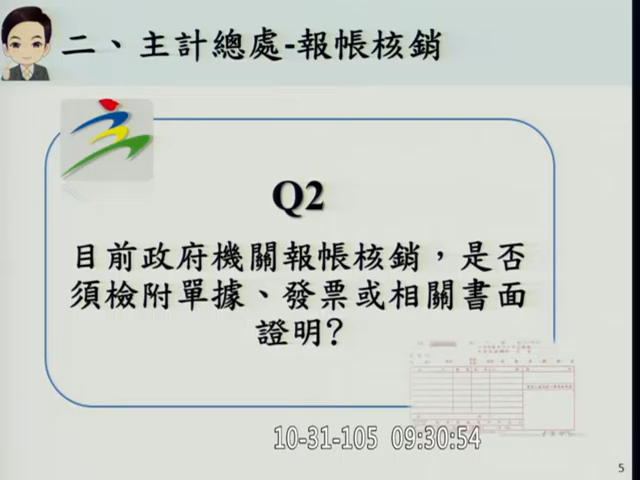 二、主計總處-報帳核銷
Q2
目前政府機關報帳核銷，是否
須檢附單據、發票或相關書面
證明?
10-31-105 09:30:54
5